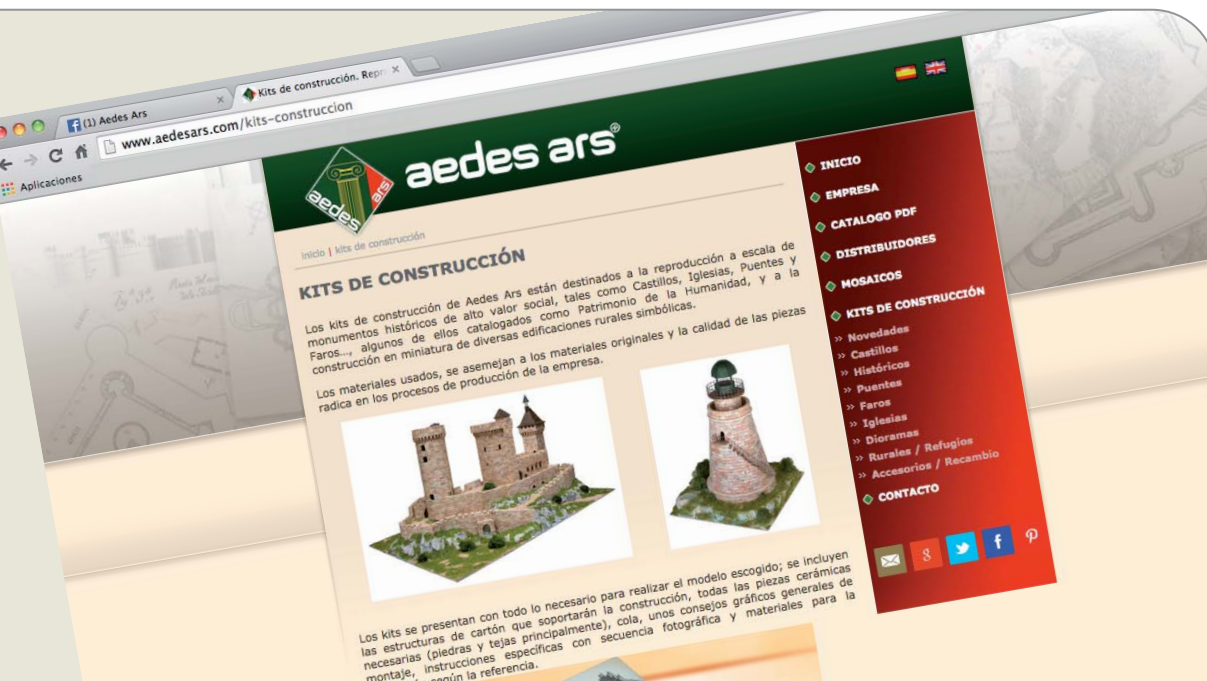 (1) Aedes Ars
Kits de construcción. Repr
www.aedesars.com/kits-construccion
Aplicaciones
aedes ars
aedes ars®
inicio | kits de construcción
KITS DE CONSTRUCCIÓN
Los kits de construcción de Aedes Ars están destinados a la reproducción a escala de
monumentos históricos de alto valor social, tales como Castillos, Iglesias, Puentes y
Faros..., algunos de ellos catalogados como Patrimonio de la Humanidad, y a la
construcción en miniatura de diversas edificaciones rurales simbólicas.
Los materiales usados, se asemejan a los materiales originales y la calidad de las piezas
radica en los procesos de producción de la empresa.
Los kits se presentan con todo lo necesario para realizar el modelo escogido; se incluyen
las estructuras de cartón que soportarán la construcción, todas las piezas cerámicas
necesarias (piedras y tejas principalmente), cola, unos consejos gráficos generales de
montaje, instrucciones específicas con secuencia fotográfica y materiales para la
según la referencia.
INICIO
EMPRESA
CATALOGO PDF
DISTRIBUIDORES
MOSAICOS
KITS DE CONSTRUCCIÓN
» Novedades
» Castillos
» Históricos
» Puentes
» Faros
» Iglesias
» Dioramas
» Rurales / Refugios
» Accesorios / Recambio
CONTACTO